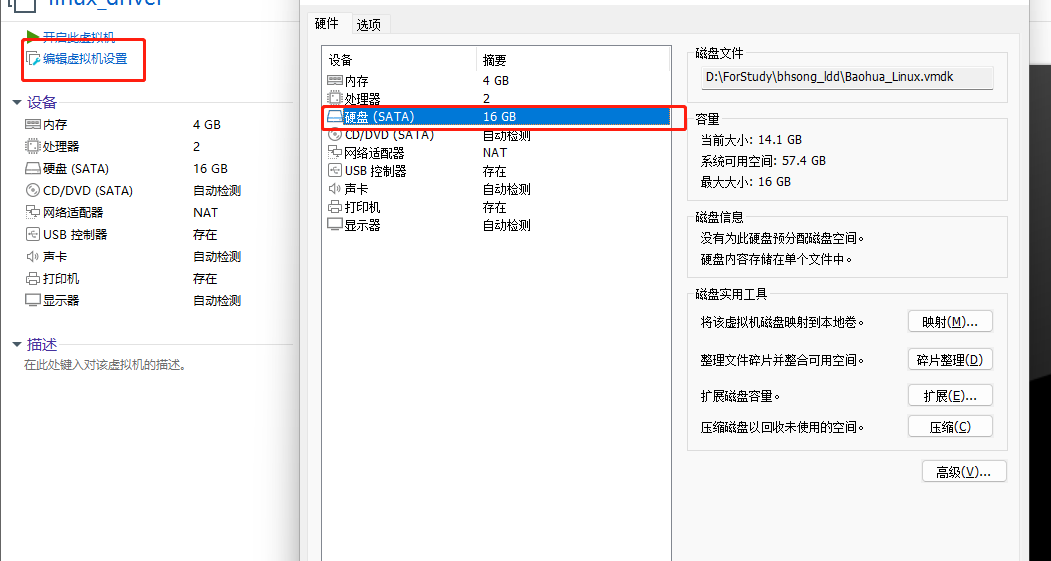 linux_driver
开启此虚拟机
编辑虚拟机设置
设备
内存 4 GB
处理器 2
硬盘 (SATA) 16 GB
CD/DVD (SATA) 自动检测
网络适配器 NAT
USB 控制器 存在
声卡 自动检测
打印机 存在
显示器 自动检测
描述
在此处键入对该虚拟机的描述。
硬件 选项
设备 摘要
内存 4 GB
处理器 2
硬盘 (SATA) 16 GB
CD/DVD (SATA) 自动检测
网络适配器 NAT
USB 控制器 存在
声卡 自动检测
打印机 存在
显示器 自动检测
磁盘文件
D:\ForStudy\bhsong_ldd\Baohua_Linux.vmdk
容量
当前大小: 14.1 GB
系统可用空间: 57.4 GB
最大大小: 16 GB
磁盘信息
没有为此硬盘预分配磁盘空间。
硬盘内容存储在单个文件中。
磁盘实用工具
将该虚拟机磁盘映射到本地卷。 映射(M)...
整理文件碎片并整合可用空间。 碎片整理(D)
扩展磁盘容量。 扩展(E)...
压缩磁盘以回收未使用的空间。 压缩(C)
高级(V)...